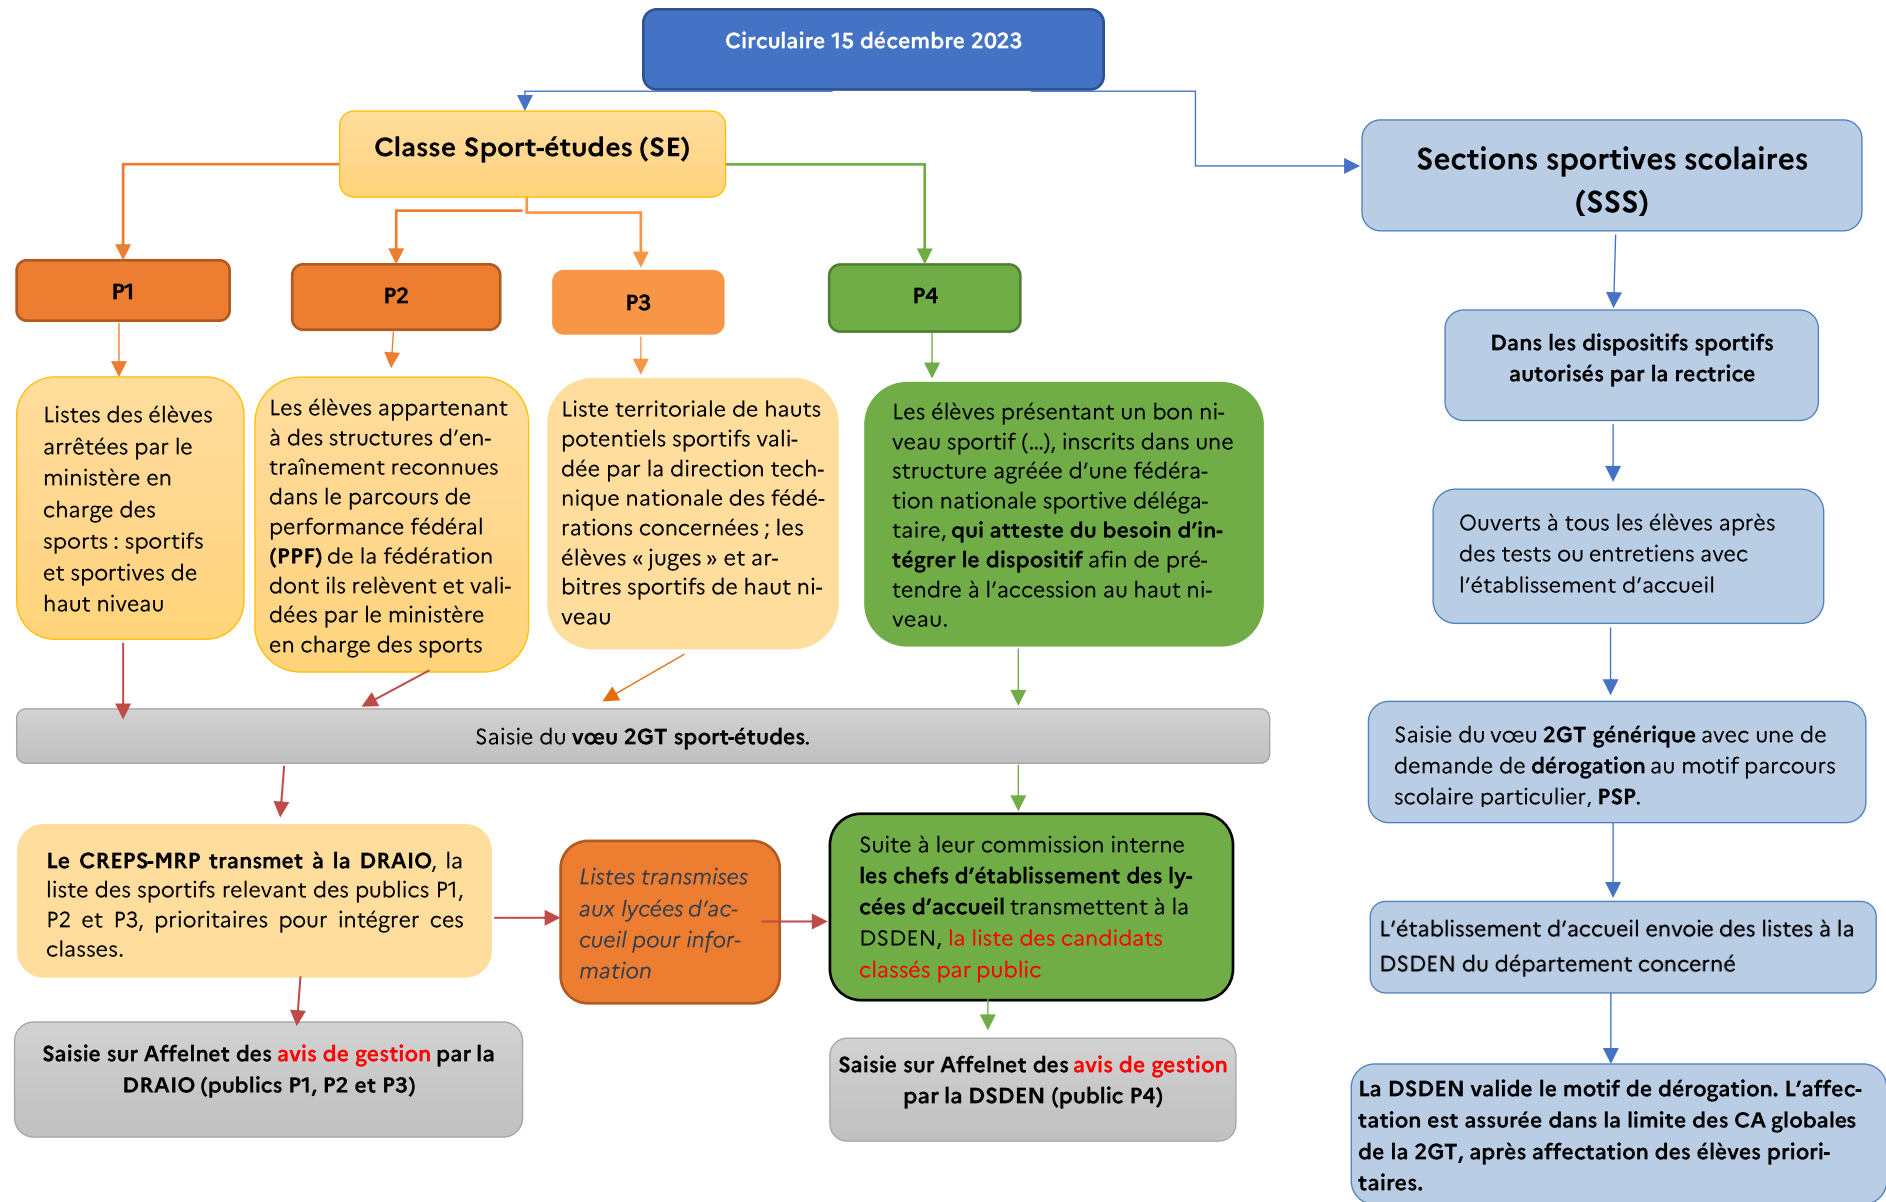 Circulaire 15 décembre 2023
Classe Sport-études (SE)
Sections sportives scolaires
(SSS)
P1
P2
P3
P4
Listes des élèves
arrêtées par le
ministère en
charge des
sports : sportifs
et sportives de
haut niveau
Les élèves appartenant
à des structures d'en-
traînement reconnues
dans le parcours de
performance fédéral
(PPF) de la fédération
dont ils relèvent et vali-
dées par le ministère
en charge des sports
Liste territoriale de hauts
potentiels sportifs vali-
dée par la direction tech-
nique nationale des fédé-
rations concernées ; les
élèves « juges » et ar-
bitres sportifs de haut ni-
veau
Les élèves présentant un bon ni-
veau sportif (…), inscrits dans une
structure agréée d'une fédéra-
tion nationale sportive déléga-
taire, qui atteste du besoin d'in-
tégrer le dispositif afin de pré-
tendre à l'accession au haut ni-
veau.
Dans les dispositifs sportifs
autorisés par la rectrice
Ouverts à tous les élèves après
des tests ou entretiens avec
l'établissement d'accueil
Saisie du vœu 2GT sport-études.
Saisie du vœu 2GT générique avec une de
demande de dérogation au motif parcours
scolaire particulier, PSP.
Le CREPS-MRP transmet à la DRAIO, la
liste des sportifs relevant des publics P1,
P2 et P3, prioritaires pour intégrer ces
classes.
Listes transmises
aux lycées d'ac-
cueil pour infor-
mation
Suite à leur commission interne
les chefs d'établissement des ly-
cées d'accueil transmettent à la
DSDEN, la liste des candidats
classés par public
L'établissement d'accueil envoie des listes à la
DSDEN du département concerné
Saisie sur Affelnet des avis de gestion par la
DRAIO (publics P1, P2 et P3)
Saisie sur Affelnet des avis de gestion
par la DSDEN (public P4)
La DSDEN valide le motif de dérogation. L'affec-
tation est assurée dans la limite des CA globales
de la 2GT, après affectation des élèves priori-
taires.